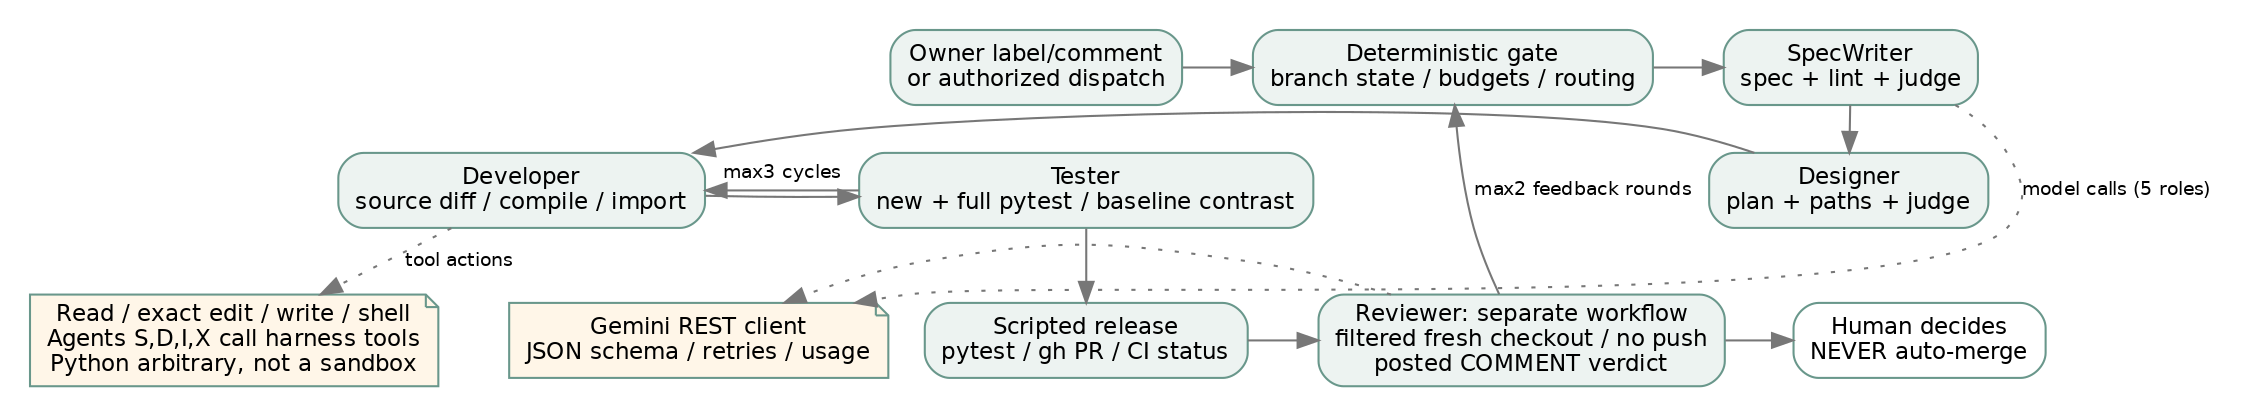 Owner label/comment
or authorized dispatch
Deterministic gate
branch state / budgets / routing
SpecWriter
spec + lint + judge
Developer
source diff / compile / import
max3 cycles
Tester
new + full pytest / baseline contrast
max2 feedback rounds
Designer
plan + paths + judge
model calls (5 roles)
tool actions
Read / exact edit / write / shell
Agents S,D,I,X call harness tools
Python arbitrary, not a sandbox
Gemini REST client
JSON schema / retries / usage
Scripted release
pytest / gh PR / CI status
Reviewer: separate workflow
filtered fresh checkout / no push
posted COMMENT verdict
Human decides
NEVER auto-merge